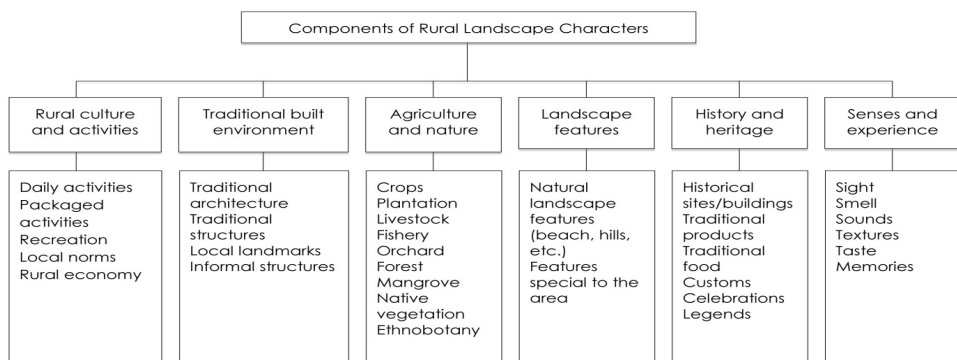 Components of Rural Landscape Characters
Rural culture
and activities
Traditional built
environment
Agriculture
and nature
Landscape
features
History and
heritage
Senses and
experience
Daily activities
Packaged
activities
Recreation
Local norms
Rural economy
Traditional
architecture
Traditional
structures
Local landmarks
Informal structures
Crops
Plantation
Livestock
Fishery
Orchard
Forest
Mangrove
Native
vegetation
Ethnobotany
Natural
landscape
features
(beach, hills,
etc.)
Features
special to the
area
Historical
sites/buildings
Traditional
products
Traditional
food
Customs
Celebrations
Legends
Sight
Smell
Sounds
Textures
Taste
Memories